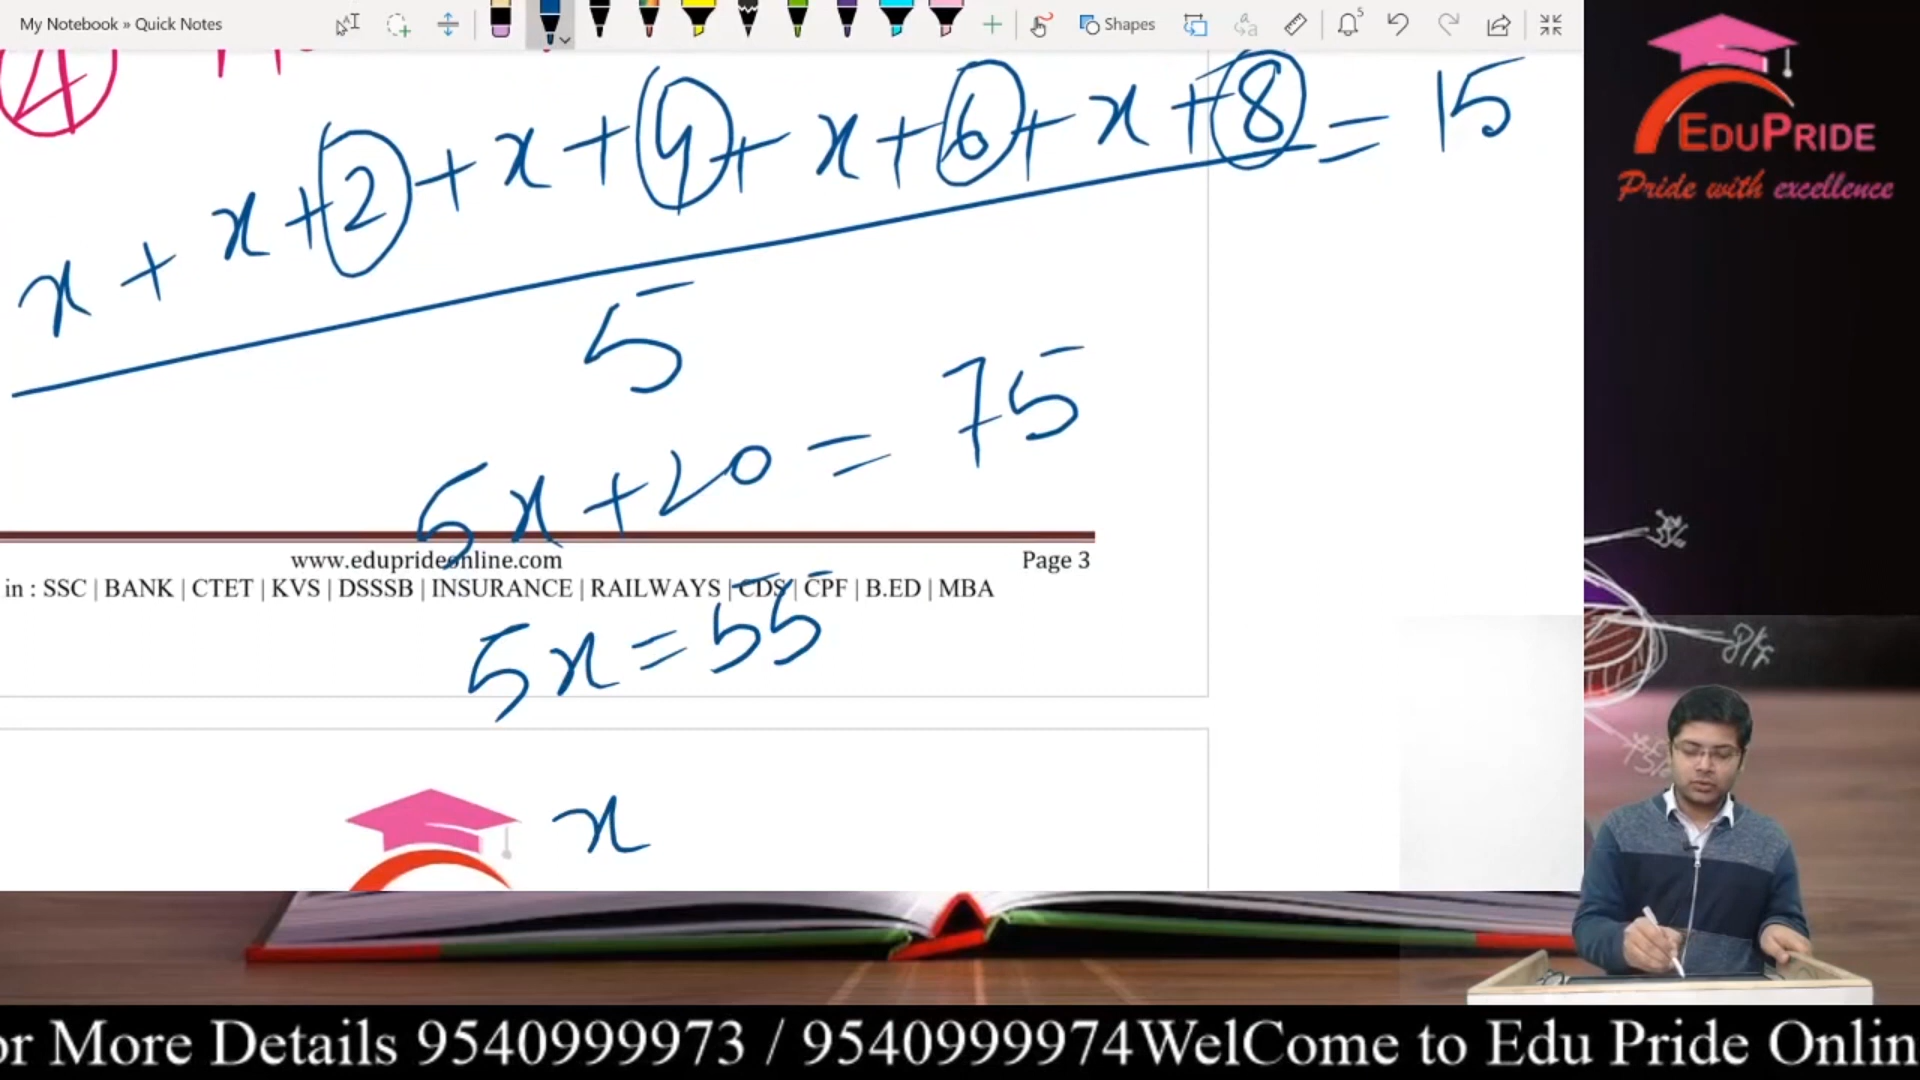 My Notebook » Quick Notes
Shapes
5
4
x + x + 2 + x + 4 + x + 6 + x + 8 = 15
5
5x + 20 = 75
www.eduprideonline.com Page 3
in : SSC | BANK | CTET | KVS | DSSSB | INSURANCE | RAILWAYS | CDS | CPF | B.ED | MBA
5x = 55
x
EDUPRIDE
Pride with excellence
or More Details 9540999973 / 9540999974WelCome to Edu Pride Onlin